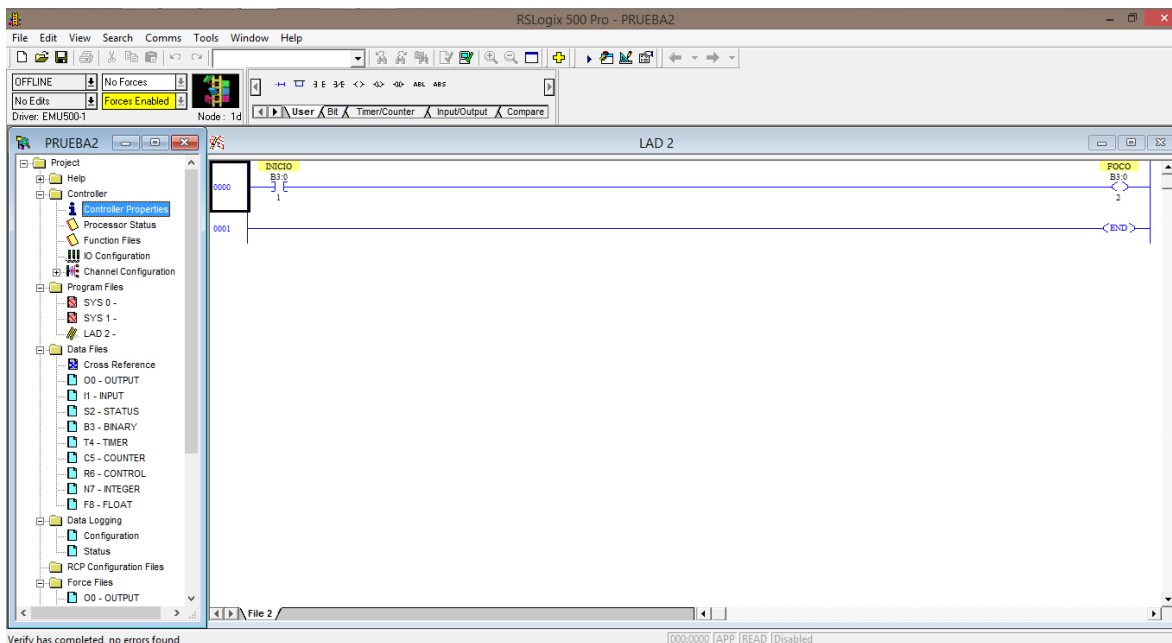 RSLogix 500 Pro - PRUEBA2
File Edit View Search Comms Tools Window Help
OFFLINE No Forces
No Edits Forces Enabled
Driver: EMU500-1 Node : 1d
ABL ABS
User Bit Timer/Counter Input/Output Compare
PRUEBA2
Project
Help
Controller
Controller Properties
Processor Status
Function Files
IO Configuration
Channel Configuration
Program Files
SYS 0 -
SYS 1 -
LAD 2 -
Data Files
Cross Reference
O0 - OUTPUT
I1 - INPUT
S2 - STATUS
B3 - BINARY
T4 - TIMER
C5 - COUNTER
R6 - CONTROL
N7 - INTEGER
F8 - FLOAT
Data Logging
Configuration
Status
RCP Configuration Files
Force Files
O0 - OUTPUT
LAD 2
INICIO FOCO
B3:0 B3:0
0000
1 2
0001 END
File 2
Verify has completed, no errors found 000:0000 APP READ Disabled